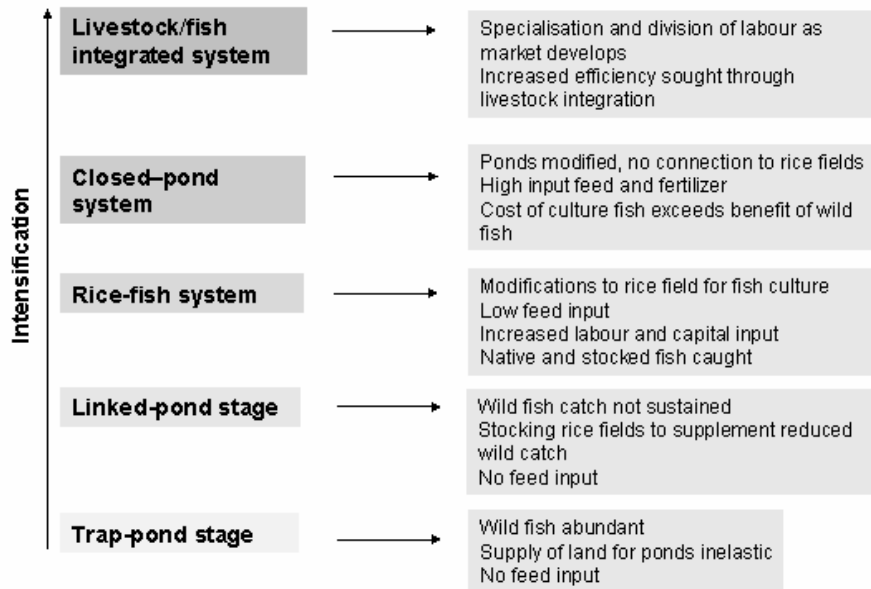 Livestock/fish
integrated system
Specialisation and division of labour as
market develops
Increased efficiency sought through
livestock integration
Closed–pond
system
Ponds modified, no connection to rice fields
High input feed and fertilizer
Cost of culture fish exceeds benefit of wild
fish
Intensification
Rice-fish system
Modifications to rice field for fish culture
Low feed input
Increased labour and capital input
Native and stocked fish caught
Linked-pond stage
Wild fish catch not sustained
Stocking rice fields to supplement reduced
wild catch
No feed input
Trap-pond stage
Wild fish abundant
Supply of land for ponds inelastic
No feed input